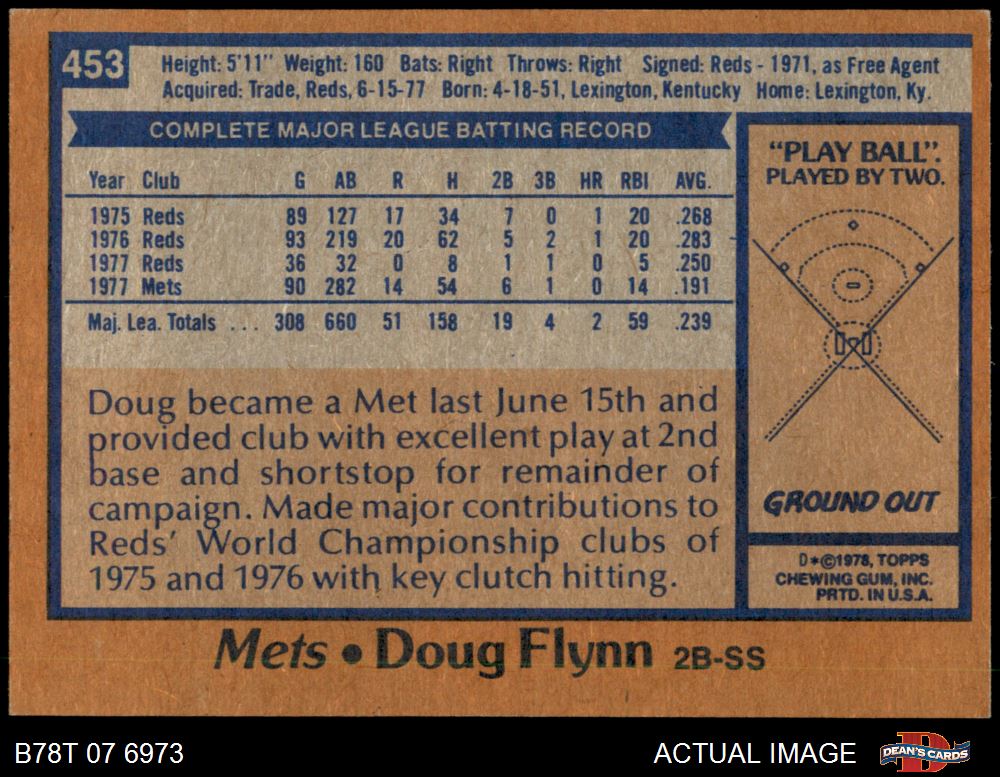 453
Height: 5'11" Weight: 160 Bats: Right Throws: Right Signed: Reds - 1971, as Free Agent
Acquired: Trade, Reds, 6-15-77 Born: 4-18-51, Lexington, Kentucky Home: Lexington, Ky.
COMPLETE MAJOR LEAGUE BATTING RECORD
Year Club G AB R H 2B 3B HR RBI AVG.
1975 Reds 89 127 17 34 7 0 1 20 .268
1976 Reds 93 219 20 62 5 2 1 20 .283
1977 Reds 36 32 0 8 1 1 0 5 .250
1977 Mets 90 282 14 54 6 1 0 14 .191
Maj. Lea. Totals ... 308 660 51 158 19 4 2 59 .239
Doug became a Met last June 15th and
provided club with excellent play at 2nd
base and shortstop for remainder of
campaign. Made major contributions to
Reds' World Championship clubs of
1975 and 1976 with key clutch hitting.
"PLAY BALL".
PLAYED BY TWO.
GROUND OUT
D*©1978, TOPPS
CHEWING GUM, INC.
PRTD. IN U.S.A.
Mets • Doug Flynn 2B-SS
B78T 07 6973
ACTUAL IMAGE
DEAN'S CARDS